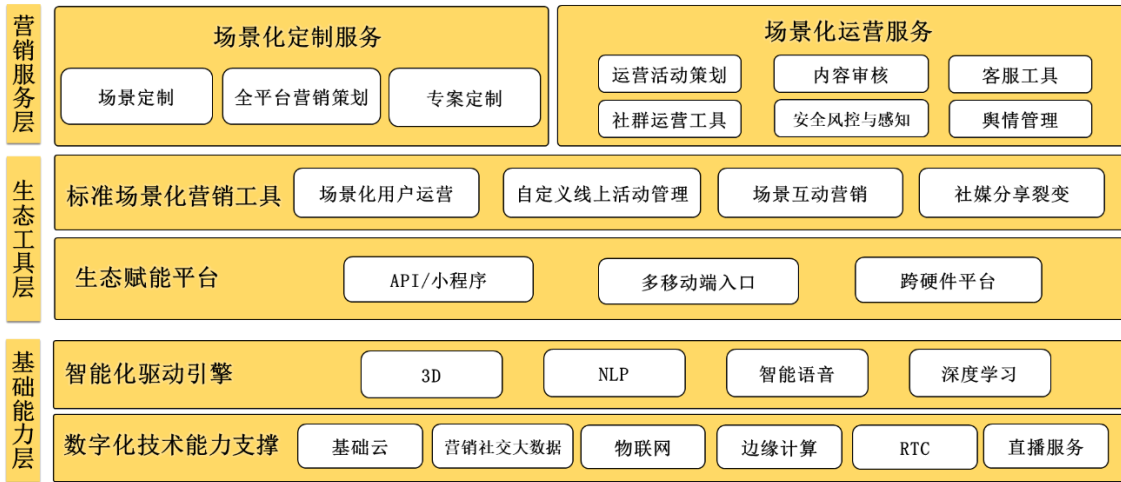 营销服务层
场景化定制服务
场景定制
全平台营销策划
专案定制
场景化运营服务
运营活动策划
内容审核
客服工具
社群运营工具
安全风控与感知
舆情管理
生态工具层
标准场景化营销工具
场景化用户运营
自定义线上活动管理
场景互动营销
社媒分享裂变
生态赋能平台
API/小程序
多移动端入口
跨硬件平台
基础能力层
智能化驱动引擎
3D
NLP
智能语音
深度学习
数字化技术能力支撑
基础云
营销社交大数据
物联网
边缘计算
RTC
直播服务